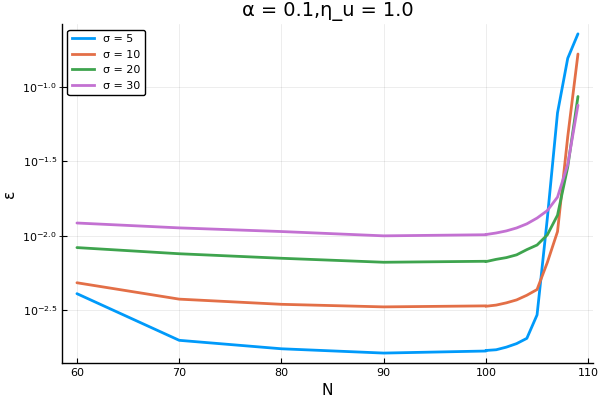 α = 0.1,η_u = 1.0
σ = 5
σ = 10
σ = 20
σ = 30
10^-1.0
10^-1.5
10^-2.0
10^-2.5
ε
60 70 80 90 100 110
N